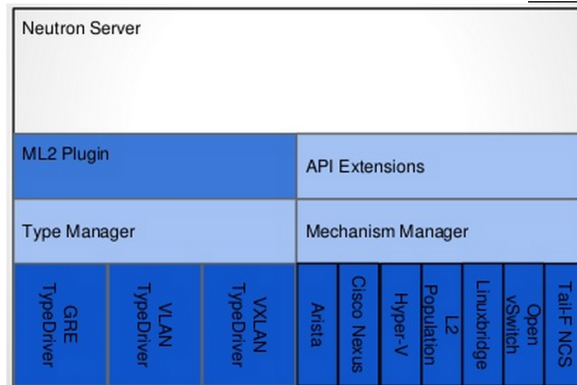 Neutron Server
ML2 Plugin
API Extensions
Type Manager
Mechanism Manager
GRE
TypeDriver
VLAN
TypeDriver
VXLAN
TypeDriver
Arista
Cisco Nexus
Hyper-V
L2
Population
Linuxbridge
Open
vSwitch
Tail-F NCS